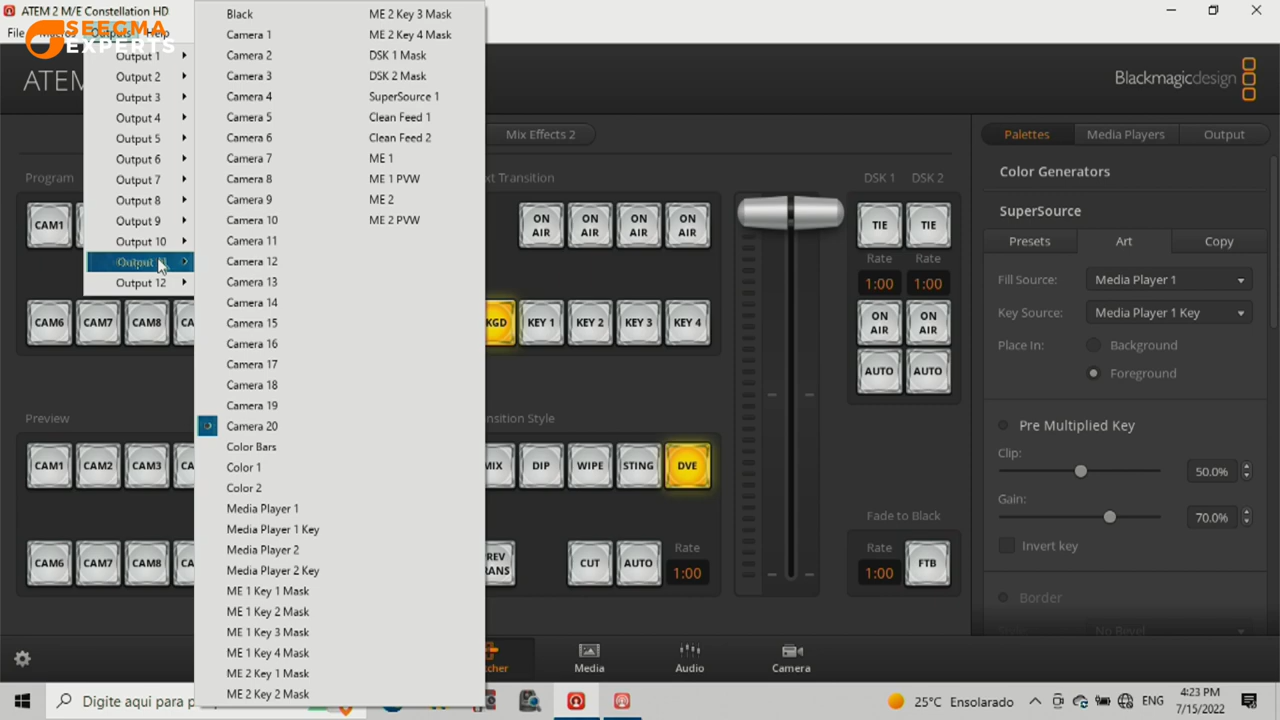 ATEM 2 M/E Constellation HD
File
Macros
Outputs
Help
SEEGMA
EXPERTS
ATEM
Blackmagicdesign
Output 1
Output 2
Output 3
Output 4
Output 5
Output 6
Output 7
Output 8
Output 9
Output 10
Output 11
Output 12
Black
Camera 1
Camera 2
Camera 3
Camera 4
Camera 5
Camera 6
Camera 7
Camera 8
Camera 9
Camera 10
Camera 11
Camera 12
Camera 13
Camera 14
Camera 15
Camera 16
Camera 17
Camera 18
Camera 19
Camera 20
Color Bars
Color 1
Color 2
Media Player 1
Media Player 1 Key
Media Player 2
Media Player 2 Key
ME 1 Key 1 Mask
ME 1 Key 2 Mask
ME 1 Key 3 Mask
ME 1 Key 4 Mask
ME 2 Key 1 Mask
ME 2 Key 2 Mask
ME 2 Key 3 Mask
ME 2 Key 4 Mask
DSK 1 Mask
DSK 2 Mask
SuperSource 1
Clean Feed 1
Clean Feed 2
ME 1
ME 1 PVW
ME 2
ME 2 PVW
Mix Effects 2
Program
CAM1
CAM6 CAM7 CAM8
Preview
CAM1 CAM2 CAM3
CAM6 CAM7 CAM8
xt Transition
ON AIR ON AIR ON AIR ON AIR
KGD KEY 1 KEY 2 KEY 3 KEY 4
nsition Style
MIX DIP WIPE STING DVE
REV
RANS
CUT AUTO
Rate
1:00
DSK 1 DSK 2
TIE TIE
Rate Rate
1:00 1:00
ON AIR ON AIR
AUTO AUTO
Fade to Black
Rate
1:00
FTB
Palettes Media Players Output
Color Generators
SuperSource
Presets Art Copy
Fill Source: Media Player 1
Key Source: Media Player 1 Key
Place In: Background
Foreground
Pre Multiplied Key
Clip:
50.0%
Gain:
70.0%
Invert key
Border
No Bevel
cher
Media
Audio
Camera
Digite aqui para p
25°C Ensolarado
ENG
4:23 PM
7/15/2022